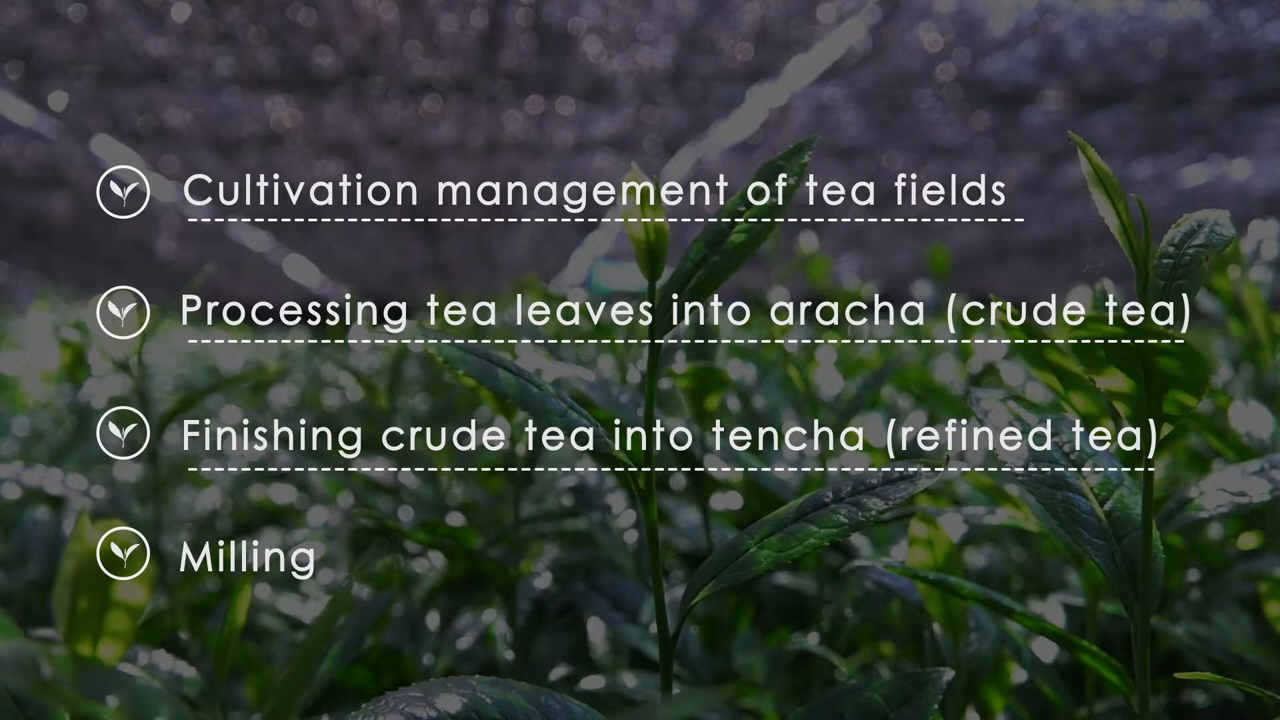 Cultivation management of tea fields
Processing tea leaves into aracha (crude tea)
Finishing crude tea into tencha (refined tea)
Milling